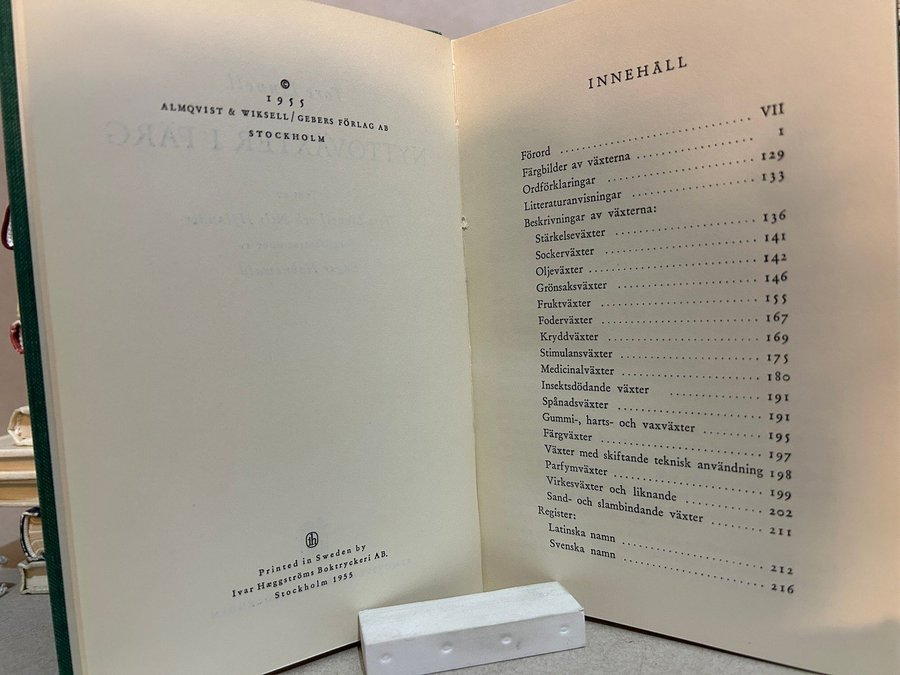 ©
1955
ALMQVIST & WIKSELL/GEBERS FÖRLAG AB
STOCKHOLM
Printed in Sweden by
Ivar Hæggströms Boktryckeri AB.
Stockholm 1955
INNEHÅLL
Förord VII
Färgbilder av växterna 1
Ordförklaringar 129
Litteraturanvisningar 133
Beskrivningar av växterna:
Stärkelseväxter 136
Sockerväxter 141
Oljeväxter 142
Grönsaksväxter 146
Fruktväxter 155
Foderväxter 167
Kryddväxter 169
Stimulansväxter 175
Medicinalväxter 180
Insektsdödande växter 191
Spånadsväxter 191
Gummi-, harts- och vaxväxter 195
Färgväxter 197
Växter med skiftande teknisk användning 198
Parfymväxter 199
Virkesväxter och liknande 202
Sand- och slambindande växter 211
Register:
Latinska namn 212
Svenska namn 216